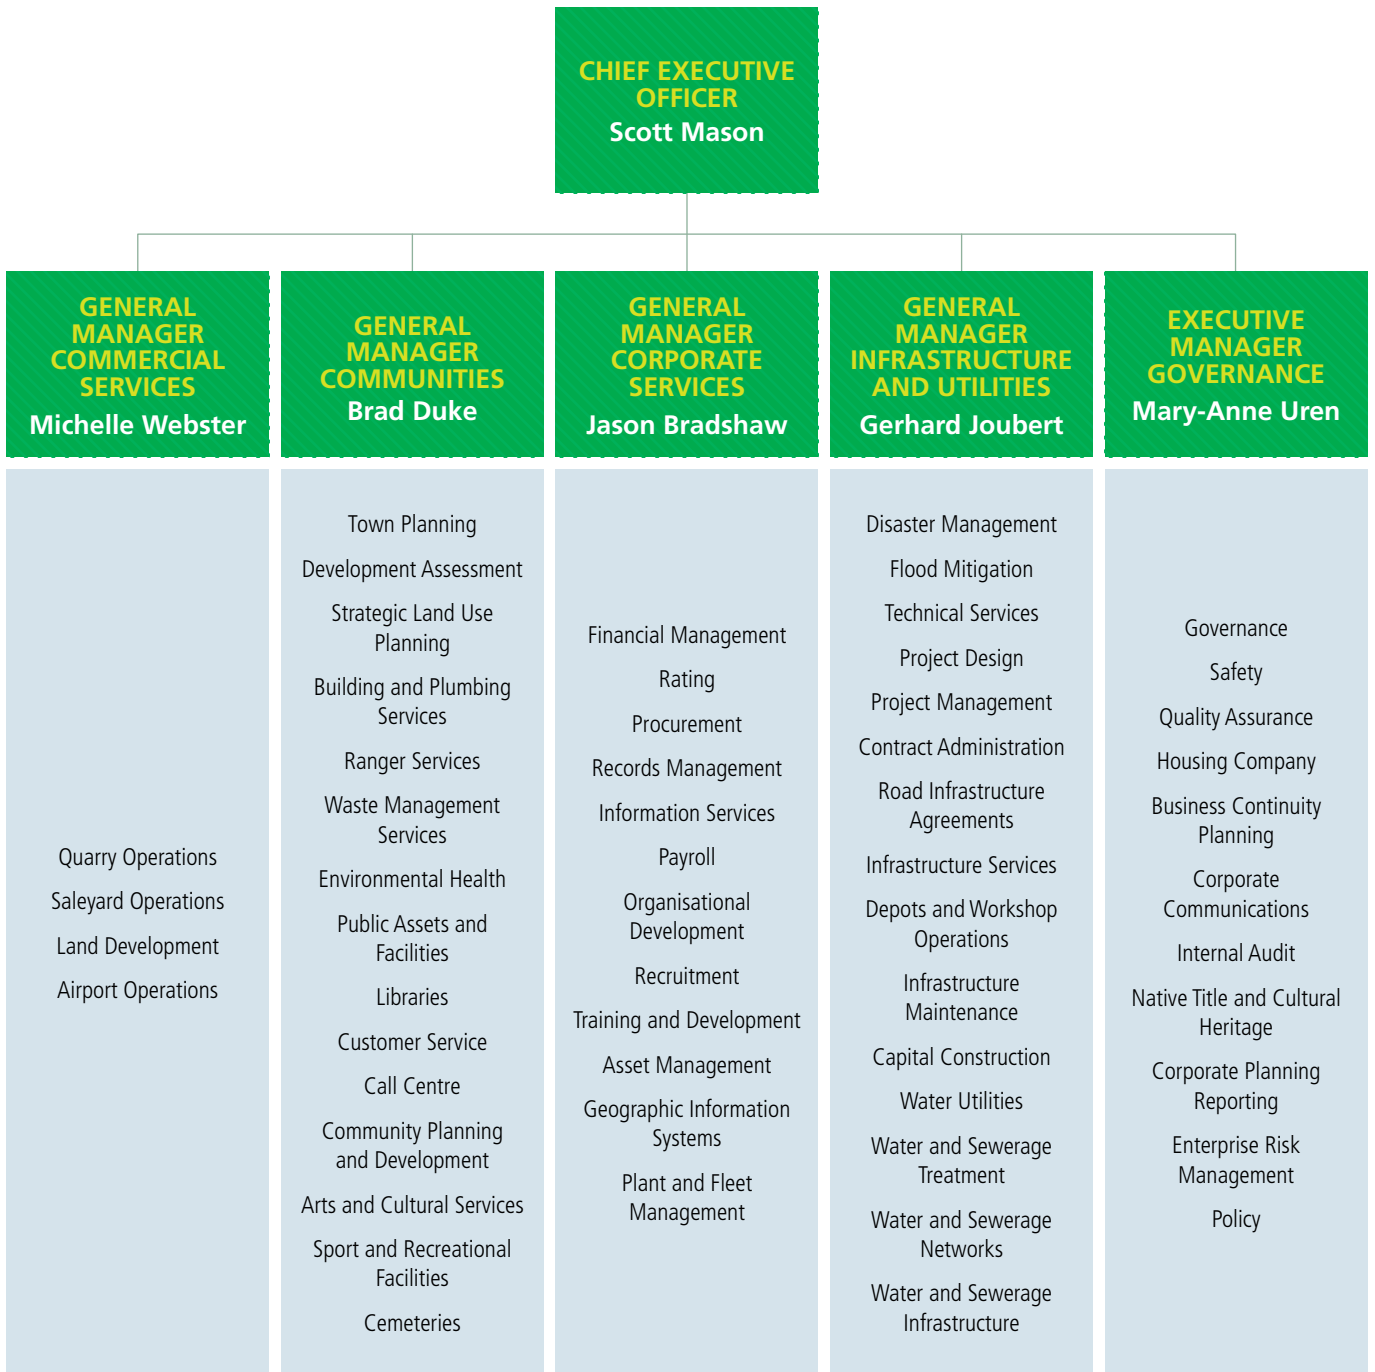 CHIEF EXECUTIVE
OFFICER
Scott Mason
GENERAL
MANAGER
COMMERCIAL
SERVICES
Michelle Webster
GENERAL
MANAGER
COMMUNITIES
Brad Duke
GENERAL
MANAGER
CORPORATE
SERVICES
Jason Bradshaw
GENERAL
MANAGER
INFRASTRUCTURE
AND UTILITIES
Gerhard Joubert
EXECUTIVE
MANAGER
GOVERNANCE
Mary-Anne Uren
Quarry Operations
Saleyard Operations
Land Development
Airport Operations
Town Planning
Development Assessment
Strategic Land Use
Planning
Building and Plumbing
Services
Ranger Services
Waste Management
Services
Environmental Health
Public Assets and
Facilities
Libraries
Customer Service
Call Centre
Community Planning
and Development
Arts and Cultural Services
Sport and Recreational
Facilities
Cemeteries
Financial Management
Rating
Procurement
Records Management
Information Services
Payroll
Organisational
Development
Recruitment
Training and Development
Asset Management
Geographic Information
Systems
Plant and Fleet
Management
Disaster Management
Flood Mitigation
Technical Services
Project Design
Project Management
Contract Administration
Road Infrastructure
Agreements
Infrastructure Services
Depots and Workshop
Operations
Infrastructure
Maintenance
Capital Construction
Water Utilities
Water and Sewerage
Treatment
Water and Sewerage
Networks
Water and Sewerage
Infrastructure
Governance
Safety
Quality Assurance
Housing Company
Business Continuity
Planning
Corporate
Communications
Internal Audit
Native Title and Cultural
Heritage
Corporate Planning
Reporting
Enterprise Risk
Management
Policy